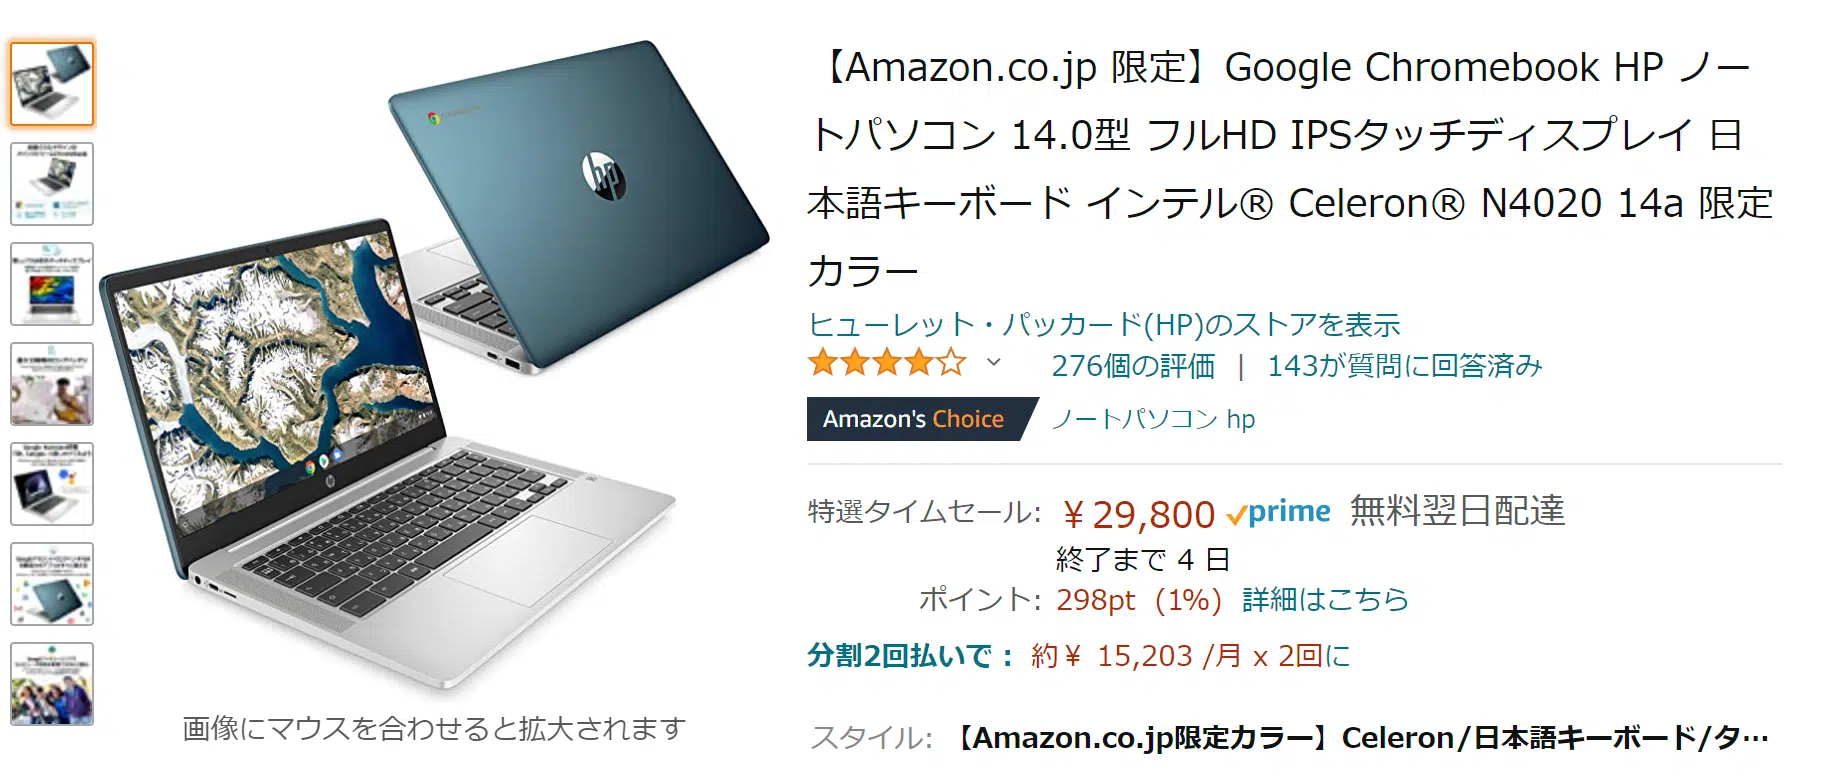 【Amazon.co.jp 限定】Google Chromebook HP ノー
トパソコン 14.0型 フルHD IPSタッチディスプレイ 日
本語キーボード インテル® Celeron® N4020 14a 限定
カラー
ヒューレット・パッカード(HP)のストアを表示
276個の評価 | 143が質問に回答済み
Amazon's Choice ノートパソコン hp
特選タイムセール: ￥29,800 prime 無料翌日配達
終了まで 4 日
ポイント: 298pt (1%) 詳細はこちら
分割2回払いで： 約￥ 15,203 /月 x 2回に
スタイル: 【Amazon.co.jp限定カラー】Celeron/日本語キーボード/タ…
hp
画像にマウスを合わせると拡大されます